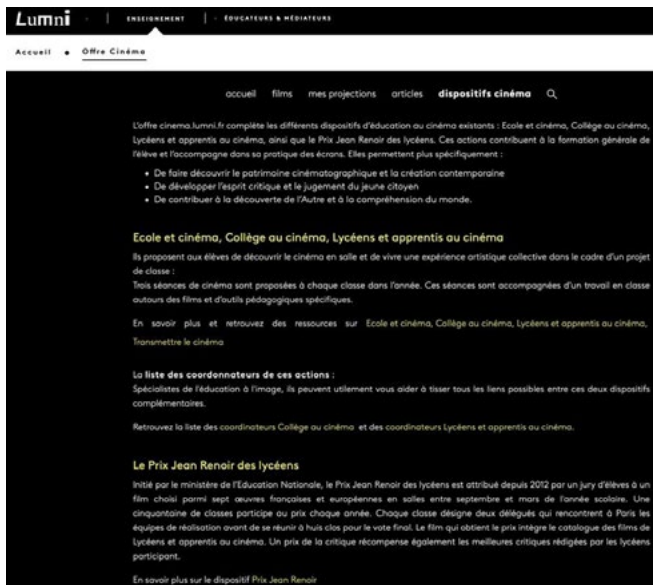 Lumni
ENSEIGNEMENT
ÉDUCATEURS & MÉDIATEURS
Accueil • Offre Cinéma
accueil films mes projections articles dispositifs cinéma
L'offre cinema.lumni.fr complète les différents dispositifs d'éducation au cinéma existants : Ecole et cinéma, Collège au cinéma,
Lycéens et apprentis au cinéma, ainsi que le Prix Jean Renoir des lycéens. Ces actions contribuent à la formation générale de
l'élève et l'accompagne dans sa pratique des écrans. Elles permettent plus spécifiquement :
• De faire découvrir le patrimoine cinématographique et la création contemporaine
• De développer l'esprit critique et le jugement du jeune citoyen
• De contribuer à la découverte de l'Autre et à la compréhension du monde.
Ecole et cinéma, Collège au cinéma, Lycéens et apprentis au cinéma
Ils proposent aux élèves de découvrir le cinéma en salle et de vivre une expérience artistique collective dans le cadre d'un projet
de classe :
Trois séances de cinéma sont proposées à chaque classe dans l'année. Ces séances sont accompagnées d'un travail en classe
autours des films et d'outils pédagogiques spécifiques.
En savoir plus et retrouvez des ressources sur Ecole et cinéma, Collège au cinéma, Lycéens et apprentis au cinéma,
Transmettre le cinéma
La liste des coordonnateurs de ces actions :
Spécialistes de l'éducation à l'image, ils peuvent utilement vous aider à tisser tous les liens possibles entre ces deux dispositifs
complémentaires.
Retrouvez la liste des coordinateurs Collège au cinéma et des coordinateurs Lycéens et apprentis au cinéma.
Le Prix Jean Renoir des lycéens
Initié par le ministère de l'Education Nationale, le Prix Jean Renoir des lycéens est attribué depuis 2012 par un jury d'élèves à un
film choisi parmi sept œuvres françaises et européennes en salles entre septembre et mars de l'année scolaire. Une
cinquantaine de classes participe au prix chaque année. Chaque classe désigne deux délégués qui rencontrent à Paris les
équipes de réalisation avant de se réunir à huis clos pour le vote final. Le film qui obtient le prix intègre le catalogue des films de
Lycéens et apprentis au cinéma. Un prix de la critique récompense également les meilleures critiques rédigées par les lycéens
participant.
En savoir plus sur le dispositif Prix Jean Renoir